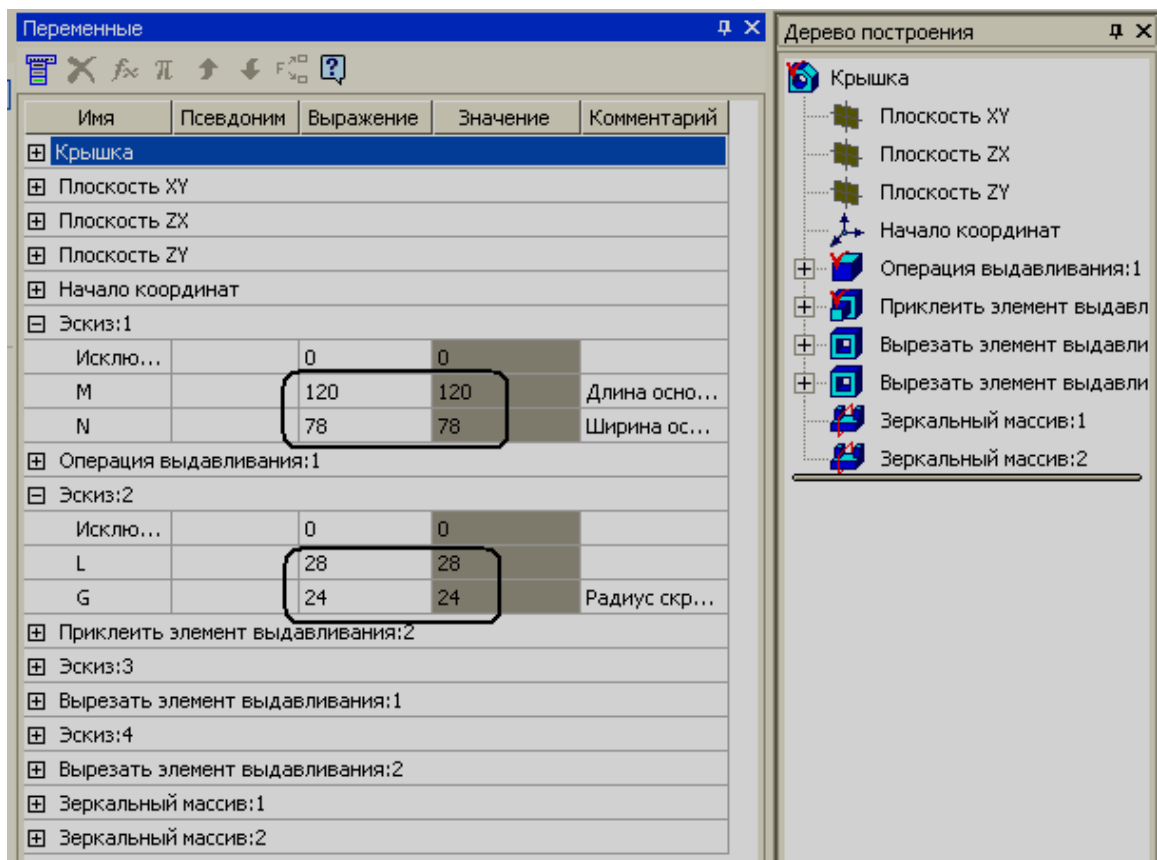 Переменные
Имя Псевдоним Выражение Значение Комментарий
Крышка
Плоскость XY
Плоскость ZX
Плоскость ZY
Начало координат
Эскиз:1
Исклю... 0 0
M 120 120 Длина осно...
N 78 78 Ширина ос...
Операция выдавливания:1
Эскиз:2
Исклю... 0 0
L 28 28
G 24 24 Радиус скр...
Приклеить элемент выдавливания:2
Эскиз:3
Вырезать элемент выдавливания:1
Эскиз:4
Вырезать элемент выдавливания:2
Зеркальный массив:1
Зеркальный массив:2
Дерево построения
Крышка
Плоскость XY
Плоскость ZX
Плоскость ZY
Начало координат
Операция выдавливания:1
Приклеить элемент выдавл
Вырезать элемент выдавли
Вырезать элемент выдавли
Зеркальный массив:1
Зеркальный массив:2